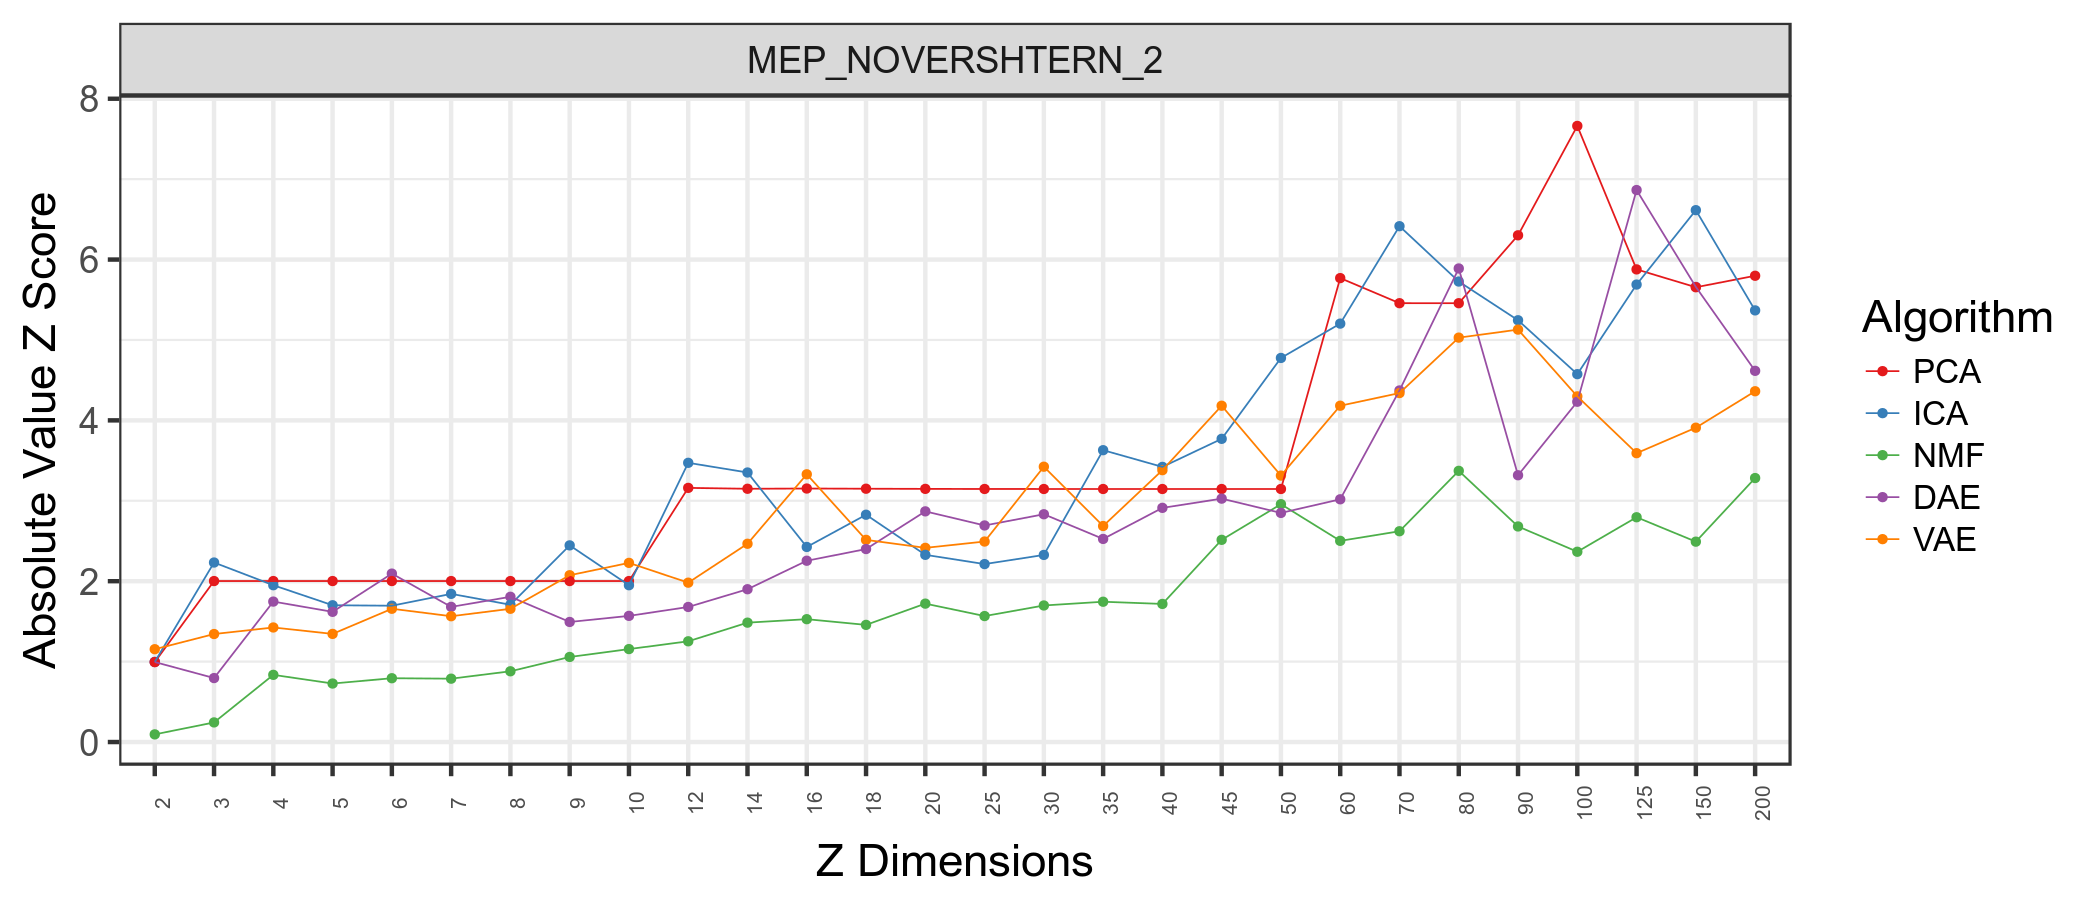 MEP_NOVERSHTERN_2
8
6
4
2
0
Absolute Value Z Score
2 3 4 5 6 7 8 9 10 12 14 16 18 20 25 30 35 40 45 50 60 70 80 90 100 125 150 200
Z Dimensions
Algorithm
PCA
ICA
NMF
DAE
VAE